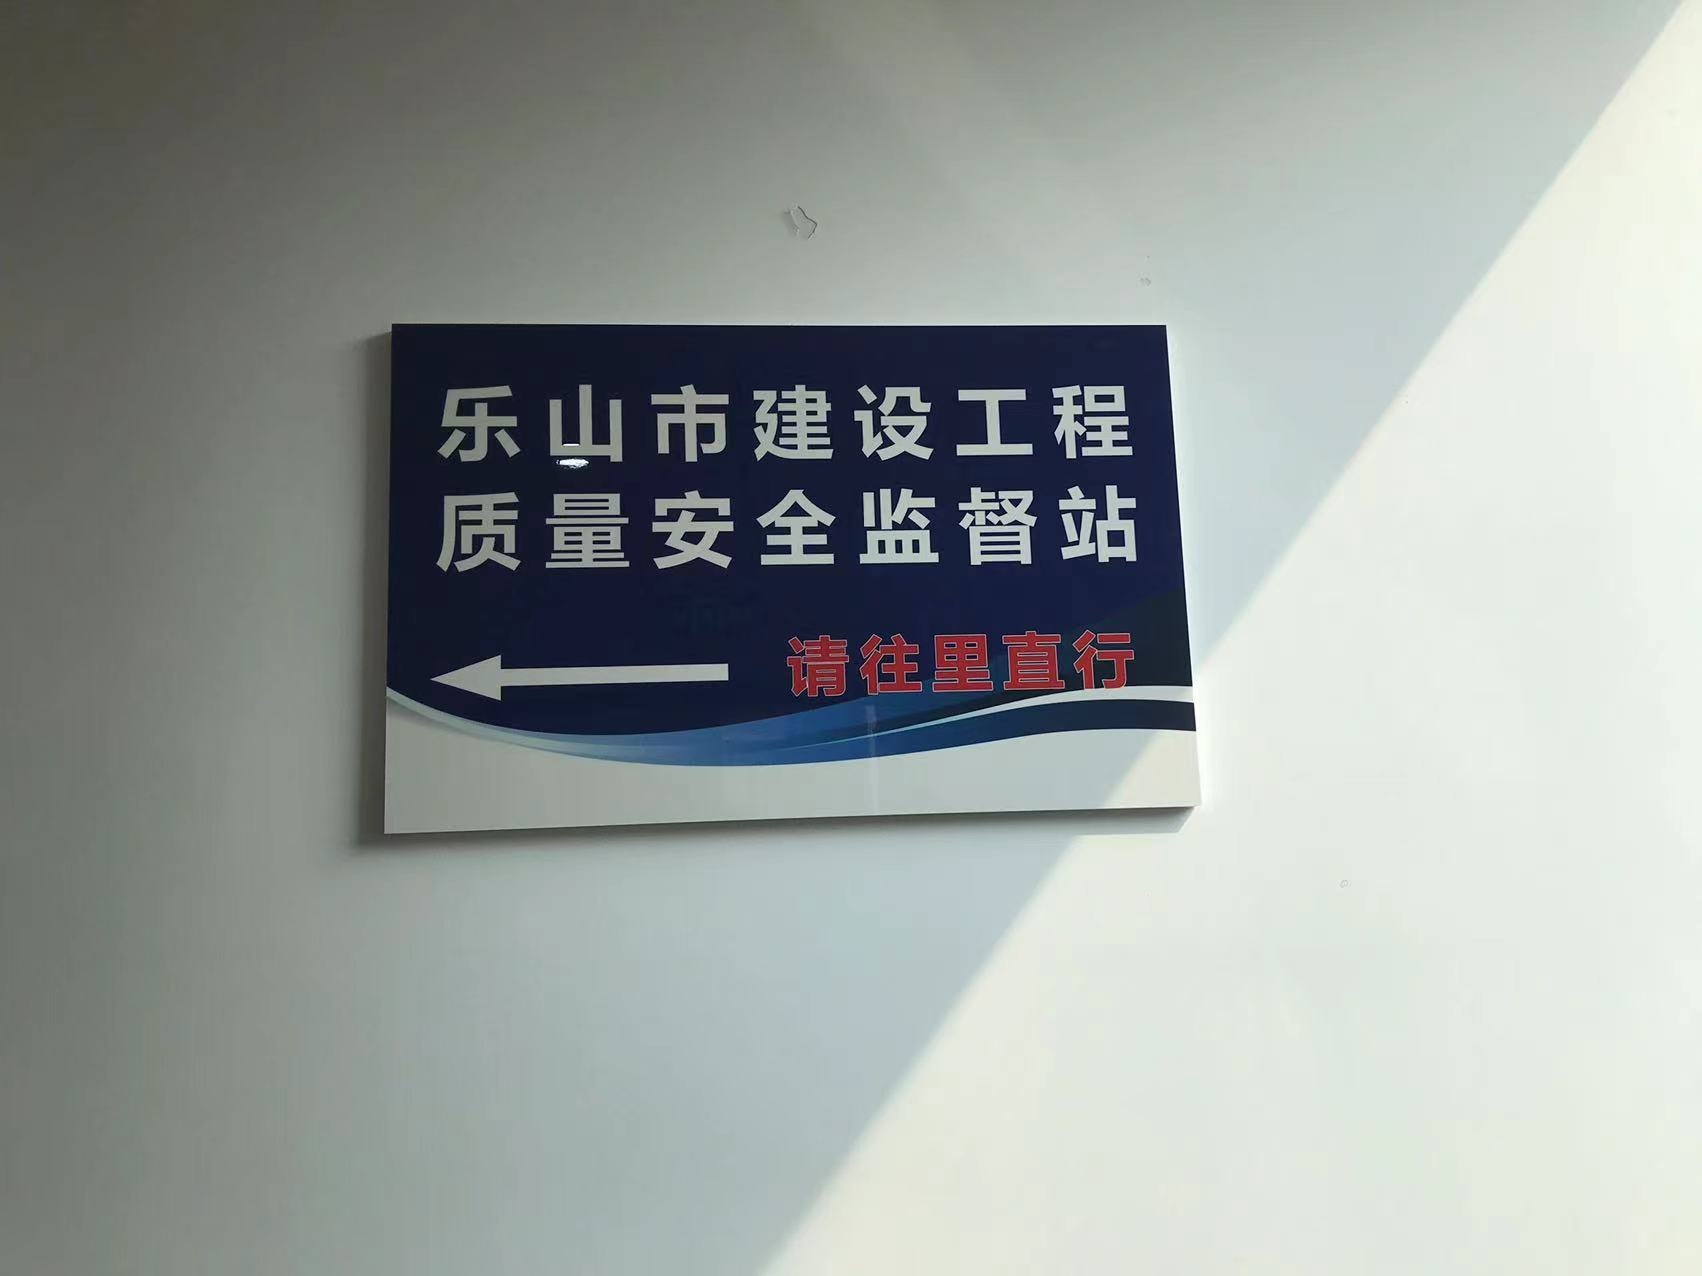 乐山市建设工程
质量安全监督站
请往里直行